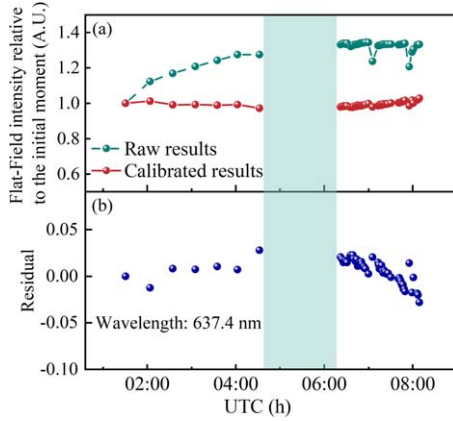 (a)
1.4
1.2
1.0
0.8
0.6
Flat-Field intensity relative
to the initial moment (A.U.)
Raw results
Calibrated results
(b)
0.05
0.00
-0.05
-0.10
Residual
Wavelength: 637.4 nm
02:00 04:00 06:00 08:00
UTC (h)